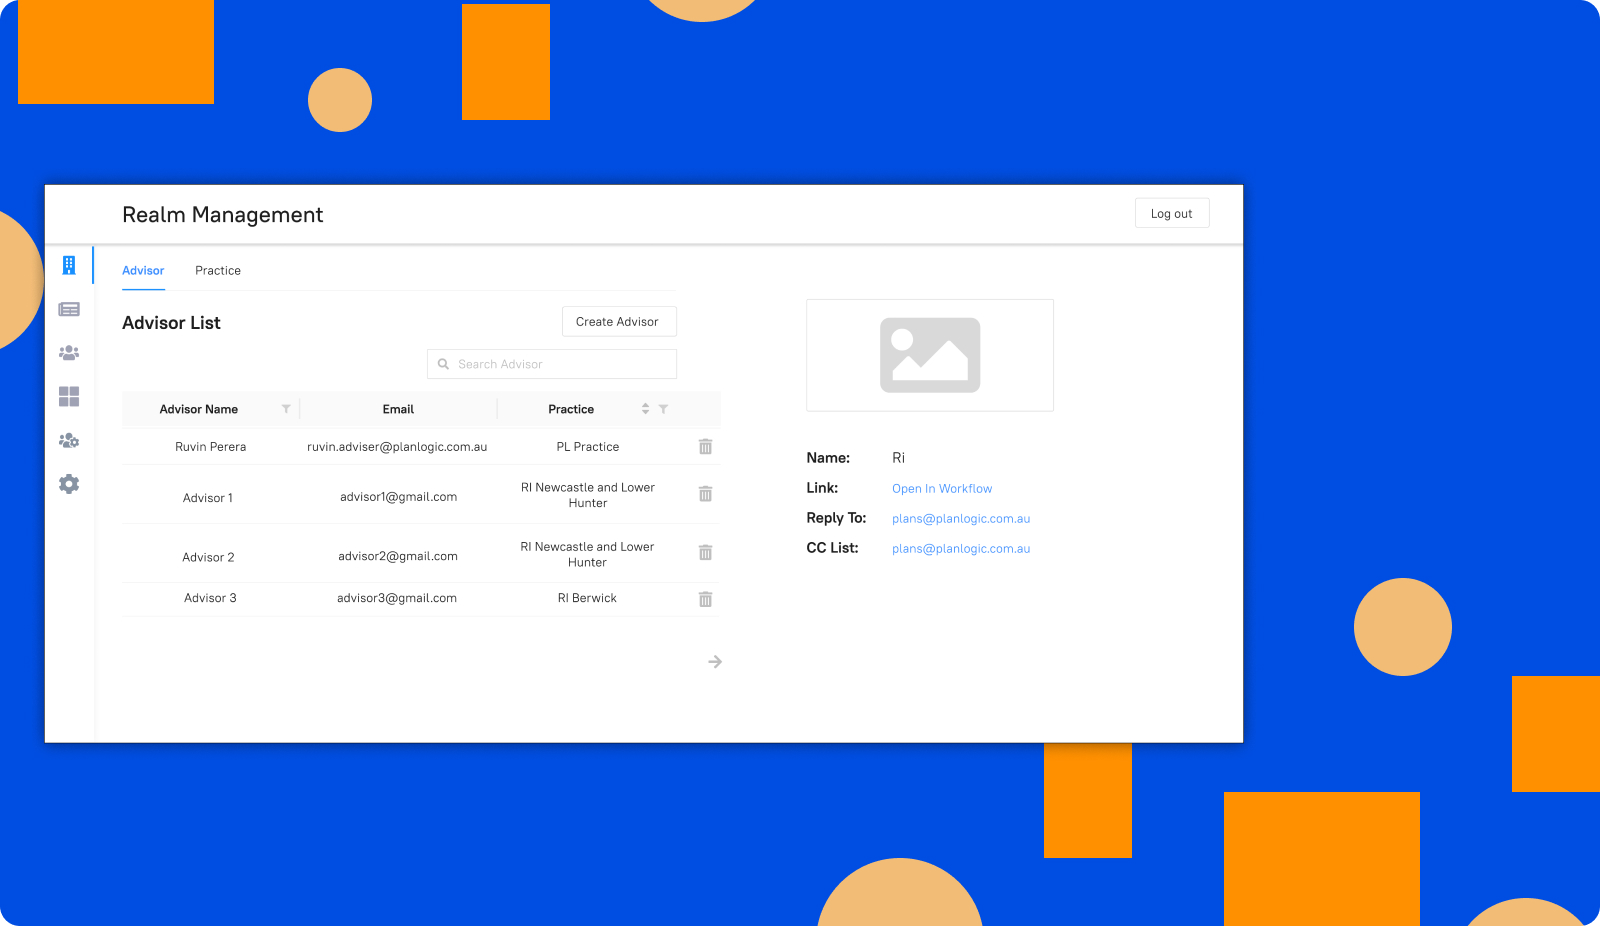 Realm Management
Log out
Advisor Practice
Advisor List
Create Advisor
Search Advisor
Advisor Name Email Practice
Ruvin Perera ruvin.adviser@planlogic.com.au PL Practice
Advisor 1 advisor1@gmail.com RI Newcastle and Lower
Hunter
Advisor 2 advisor2@gmail.com RI Newcastle and Lower
Hunter
Advisor 3 advisor3@gmail.com RI Berwick
Name: Ri
Link: Open In Workflow
Reply To: plans@planlogic.com.au
CC List: plans@planlogic.com.au